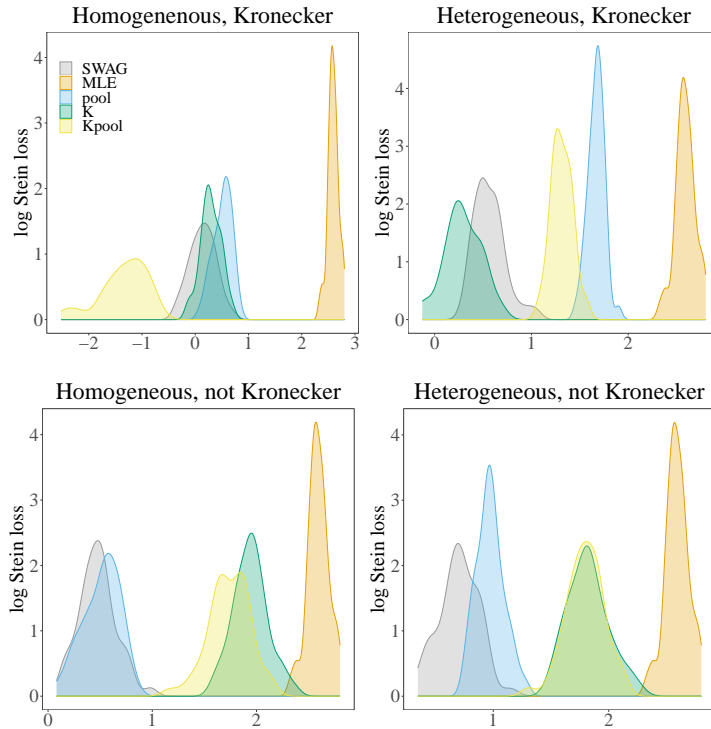 Homogenenous, Kronecker
Heterogeneous, Kronecker
log Stein loss
4
3
2
1
0
SWAG
MLE
pool
K
Kpool
−2
−1
0
1
2
3
log Stein loss
4
3
2
1
0
0
1
2
Homogeneous, not Kronecker
Heterogeneous, not Kronecker
log Stein loss
4
3
2
1
0
0
1
2
log Stein loss
4
3
2
1
0
1
2